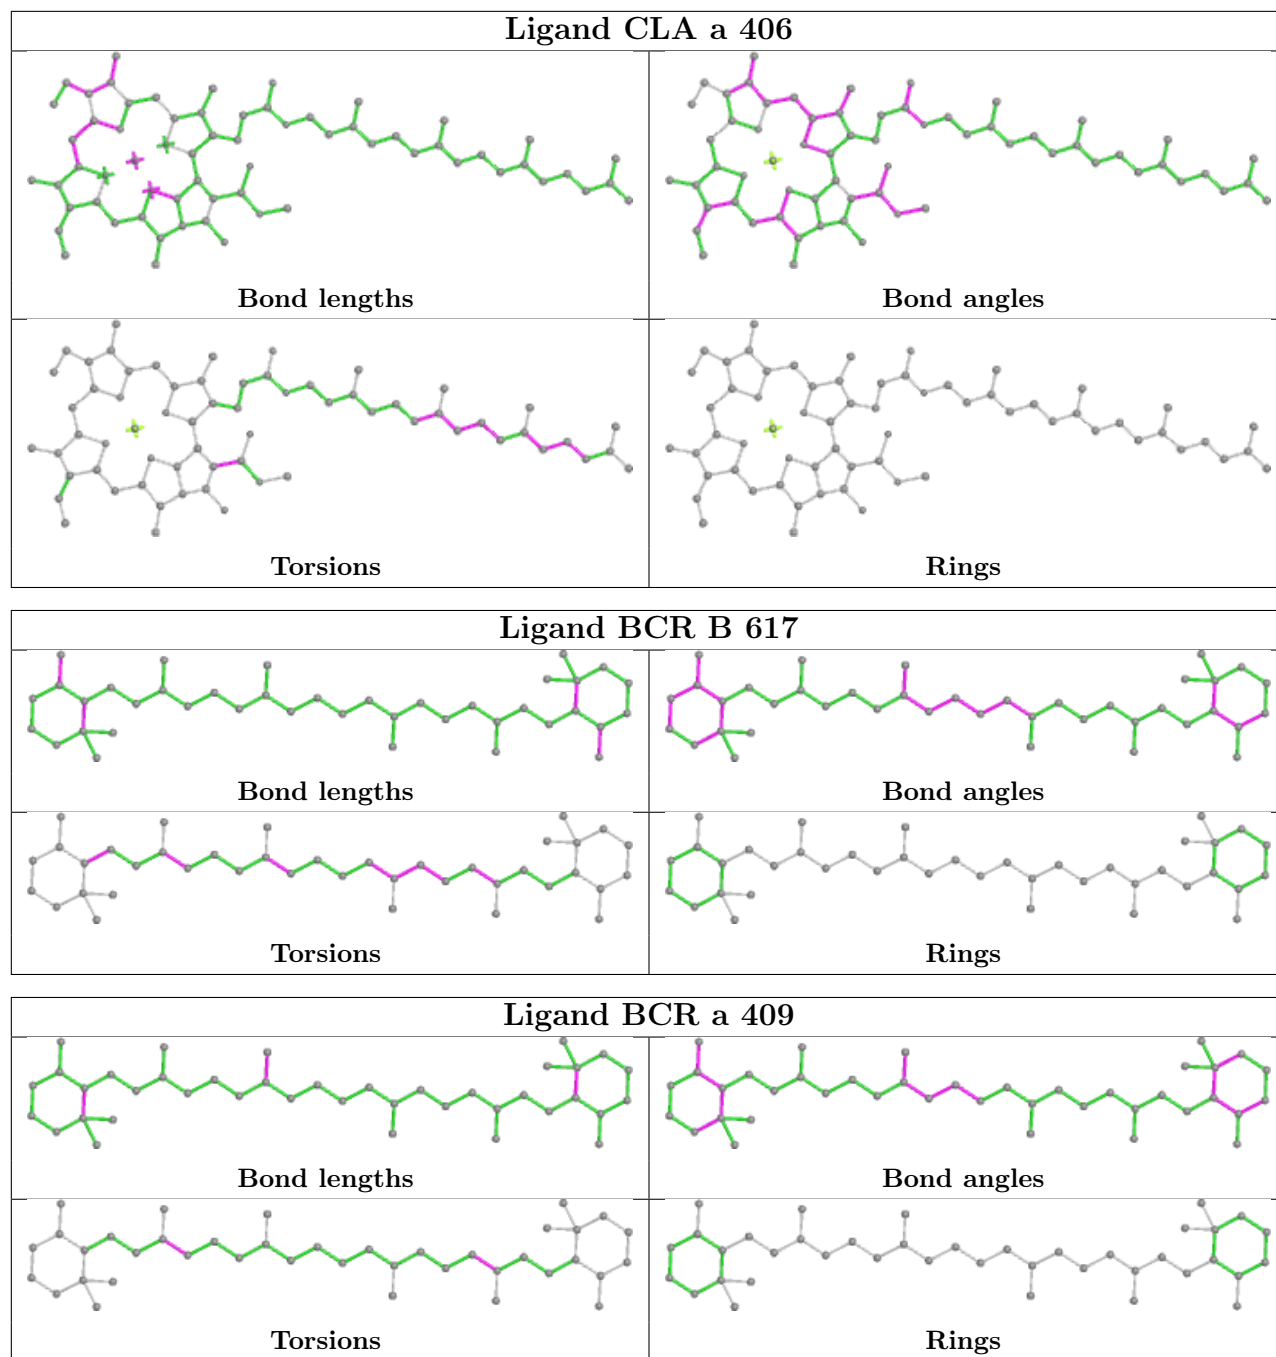 Ligand CLA a 406
Bond lengths
Bond angles
Torsions
Rings
Ligand BCR B 617
Bond lengths
Bond angles
Torsions
Rings
Ligand BCR a 409
Bond lengths
Bond angles
Torsions
Rings